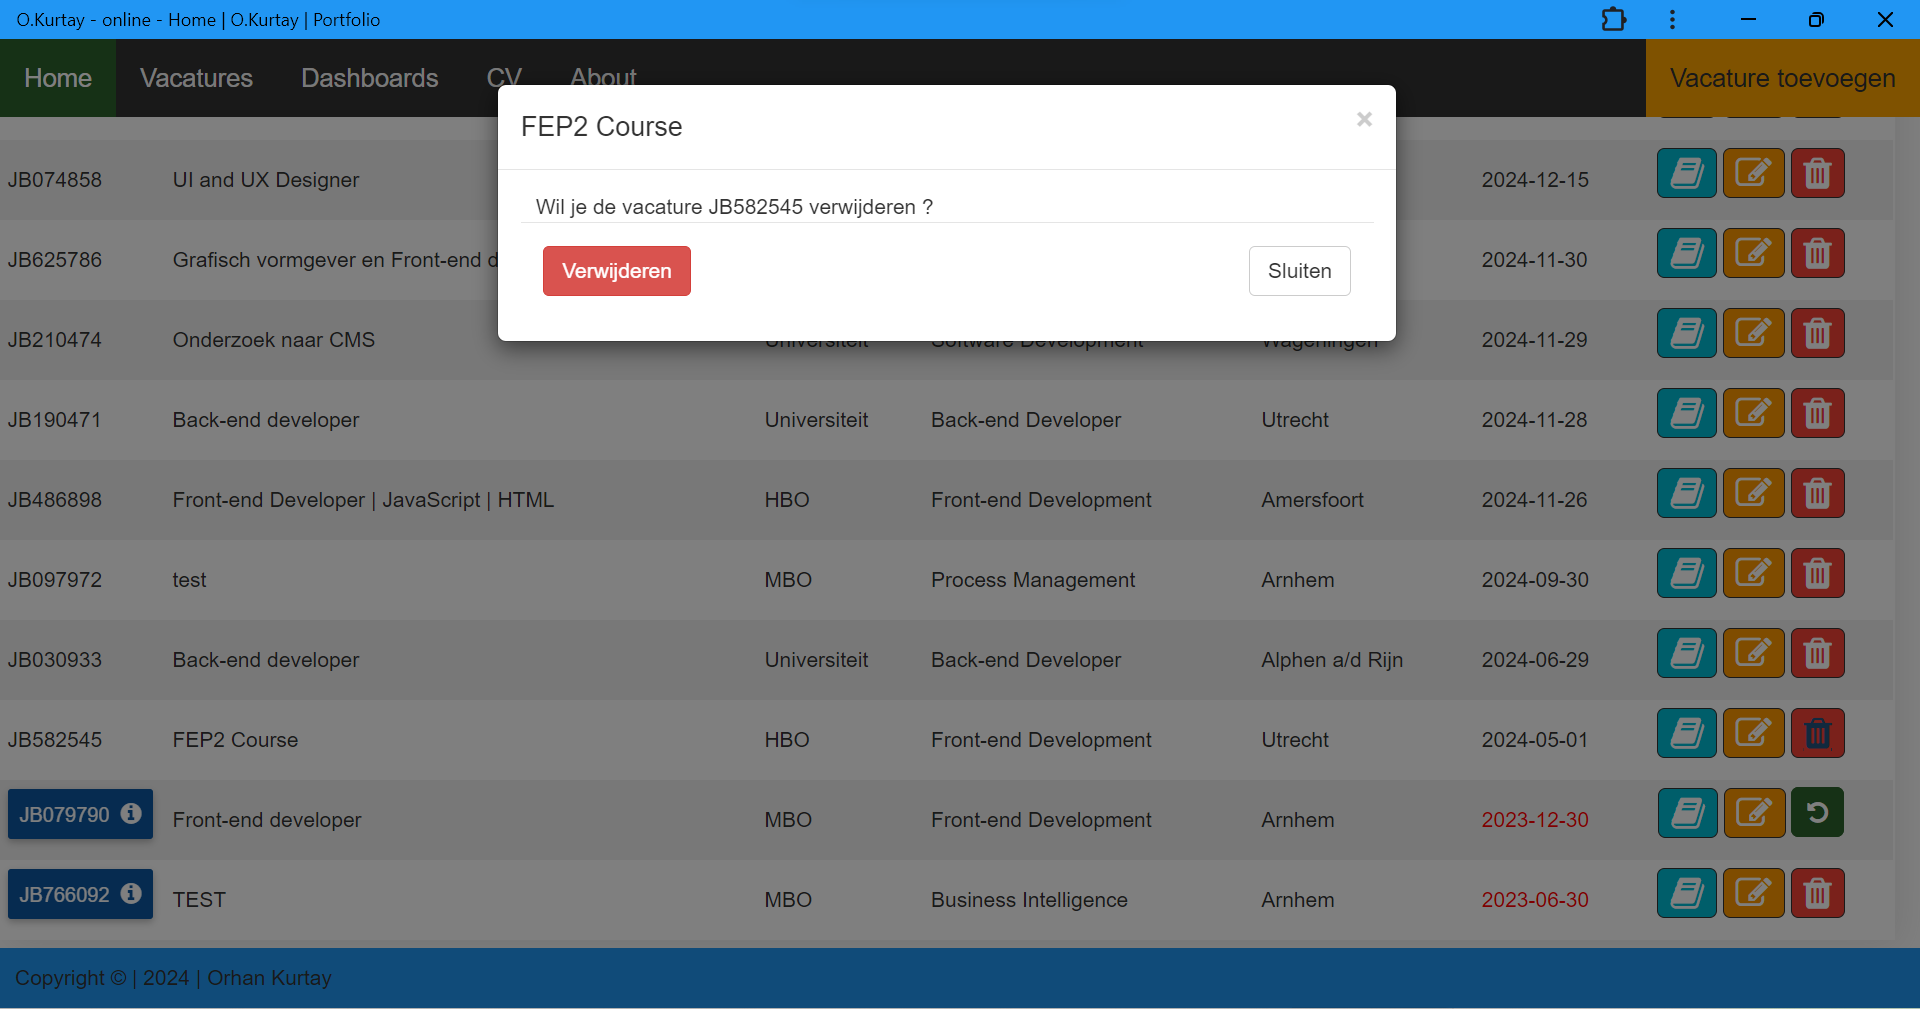 O.Kurtay - online - Home | O.Kurtay | Portfolio
Home Vacatures Dashboards CV About Vacature toevoegen
FEP2 Course ×
Wil je de vacature JB582545 verwijderen ?
Verwijderen Sluiten
JB074858 UI and UX Designer 2024-12-15
JB625786 Grafisch vormgever en Front-end 2024-11-30
JB210474 Onderzoek naar CMS Universiteit Software Development Wageningen 2024-11-29
JB190471 Back-end developer Universiteit Back-end Developer Utrecht 2024-11-28
JB486898 Front-end Developer | JavaScript | HTML HBO Front-end Development Amersfoort 2024-11-26
JB097972 test MBO Process Management Arnhem 2024-09-30
JB030933 Back-end developer Universiteit Back-end Developer Alphen a/d Rijn 2024-06-29
JB582545 FEP2 Course HBO Front-end Development Utrecht 2024-05-01
JB079790 Front-end developer MBO Front-end Development Arnhem 2023-12-30
JB766092 TEST MBO Business Intelligence Arnhem 2023-06-30
Copyright © | 2024 | Orhan Kurtay